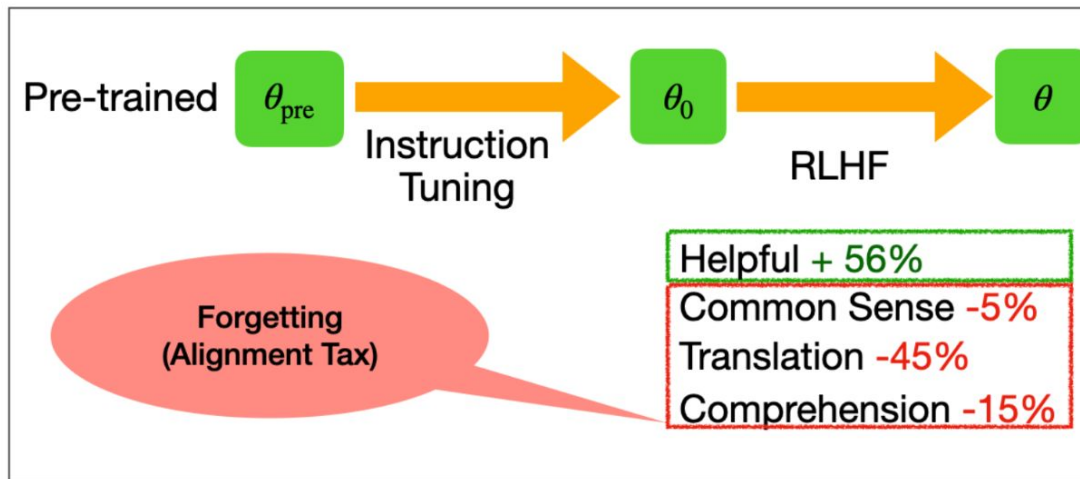 Pre-trained θpre θ0 θ
Instruction
Tuning
RLHF
Helpful + 56%
Common Sense -5%
Translation -45%
Comprehension -15%
Forgetting
(Alignment Tax)